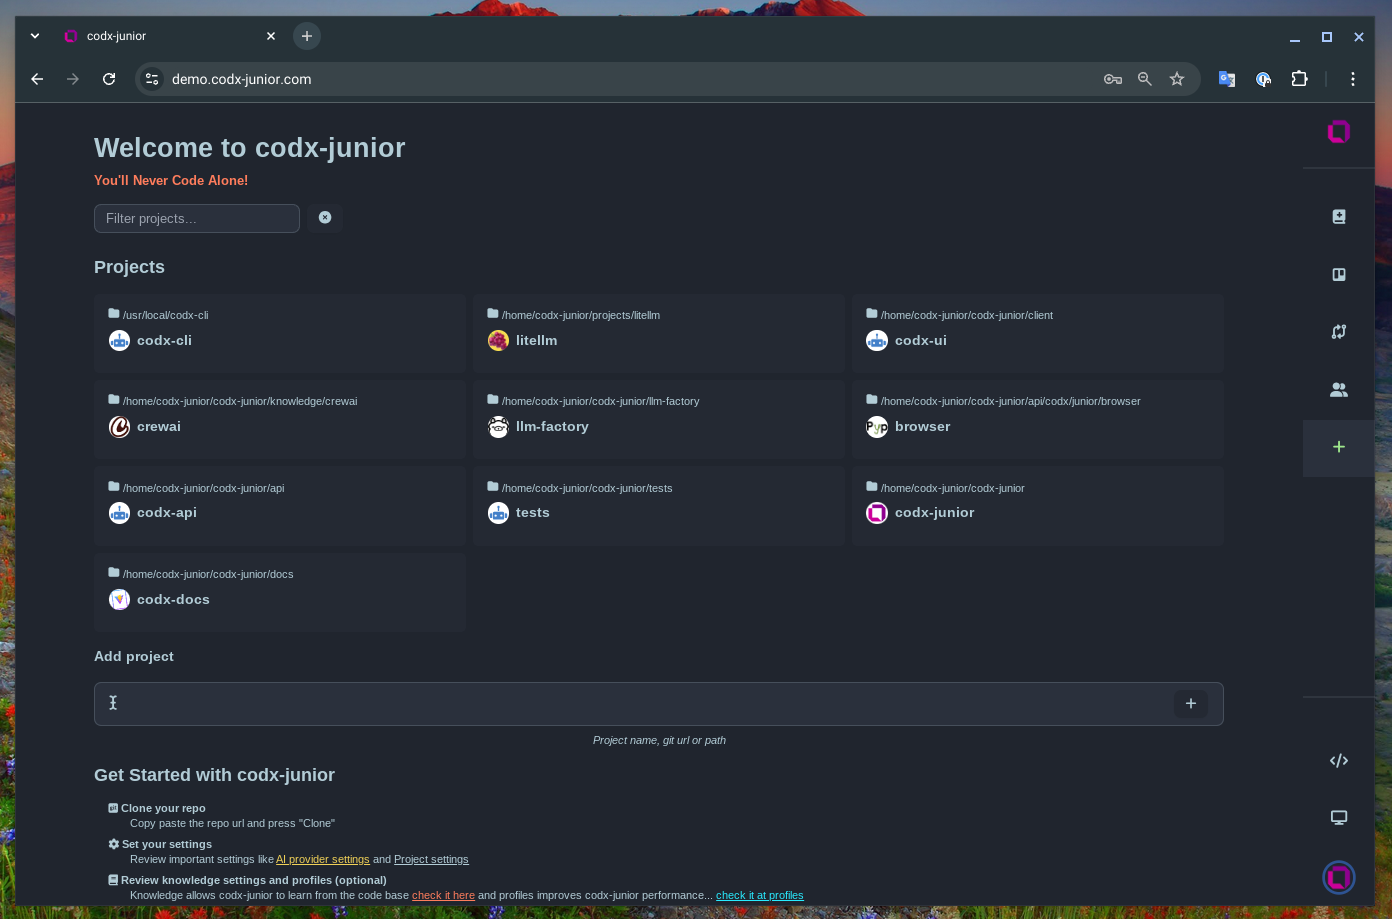 codx-junior
demo.codx-junior.com
Welcome to codx-junior
You'll Never Code Alone!
Filter projects...
Projects
/usr/local/codx-cli
codx-cli
/home/codx-junior/projects/litellm
litellm
/home/codx-junior/codx-junior/client
codx-ui
/home/codx-junior/codx-junior/knowledge/crewai
crewai
/home/codx-junior/codx-junior/llm-factory
llm-factory
/home/codx-junior/codx-junior/api/codx/junior/browser
Pyp
browser
/home/codx-junior/codx-junior/api
codx-api
/home/codx-junior/codx-junior/tests
tests
/home/codx-junior/codx-junior
codx-junior
/home/codx-junior/codx-junior/docs
codx-docs
Add project
Project name, git url or path
Get Started with codx-junior
Clone your repo
Copy paste the repo url and press "Clone"
Set your settings
Review important settings like AI provider settings and Project settings
Review knowledge settings and profiles (optional)
Knowledge allows codx-junior to learn from the code base check it here and profiles improves codx-junior performance... check it at profiles